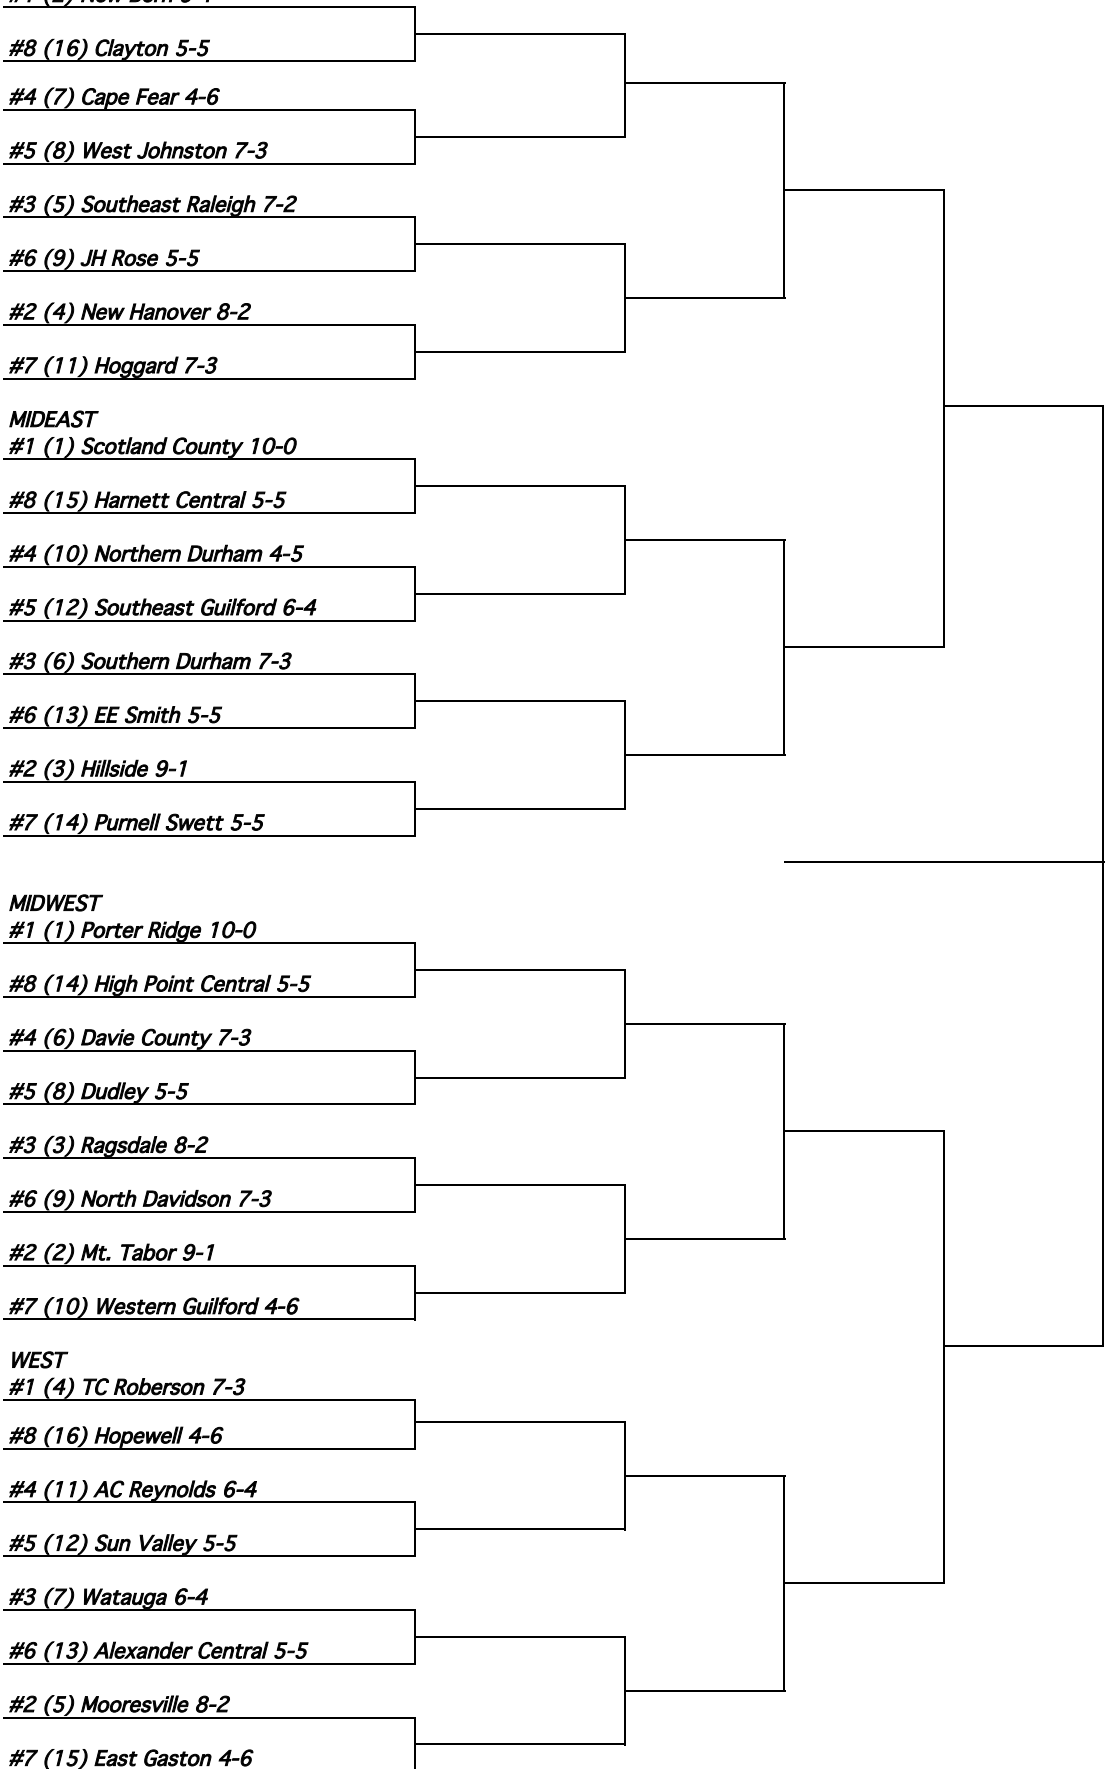 #8 (16) Clayton 5-5
#4 (7) Cape Fear 4-6
#5 (8) West Johnston 7-3
#3 (5) Southeast Raleigh 7-2
#6 (9) JH Rose 5-5
#2 (4) New Hanover 8-2
#7 (11) Hoggard 7-3
MIDEAST
#1 (1) Scotland County 10-0
#8 (15) Harnett Central 5-5
#4 (10) Northern Durham 4-5
#5 (12) Southeast Guilford 6-4
#3 (6) Southern Durham 7-3
#6 (13) EE Smith 5-5
#2 (3) Hillside 9-1
#7 (14) Purnell Swett 5-5
MIDWEST
#1 (1) Porter Ridge 10-0
#8 (14) High Point Central 5-5
#4 (6) Davie County 7-3
#5 (8) Dudley 5-5
#3 (3) Ragsdale 8-2
#6 (9) North Davidson 7-3
#2 (2) Mt. Tabor 9-1
#7 (10) Western Guilford 4-6
WEST
#1 (4) TC Roberson 7-3
#8 (16) Hopewell 4-6
#4 (11) AC Reynolds 6-4
#5 (12) Sun Valley 5-5
#3 (7) Watauga 6-4
#6 (13) Alexander Central 5-5
#2 (5) Mooresville 8-2
#7 (15) East Gaston 4-6